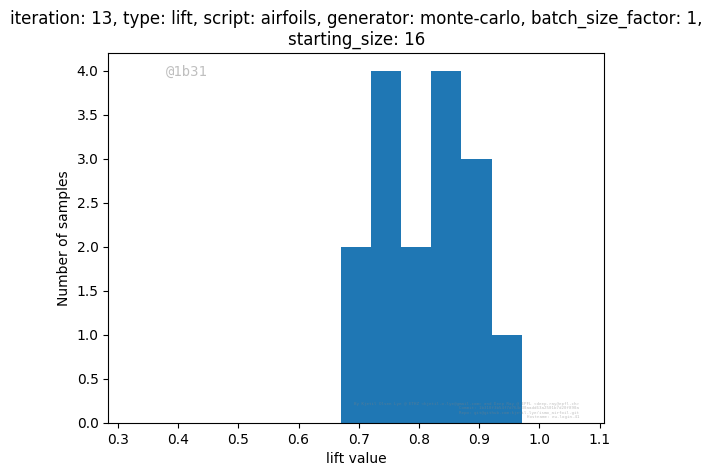 iteration: 13, type: lift, script: airfoils, generator: monte-carlo, batch_size_factor: 1,
starting_size: 16
@1b31
4.0
3.5
3.0
2.5
2.0
1.5
1.0
0.5
0.0
Number of samples
0.3 0.4 0.5 0.6 0.7 0.8 0.9 1.0 1.1
lift value